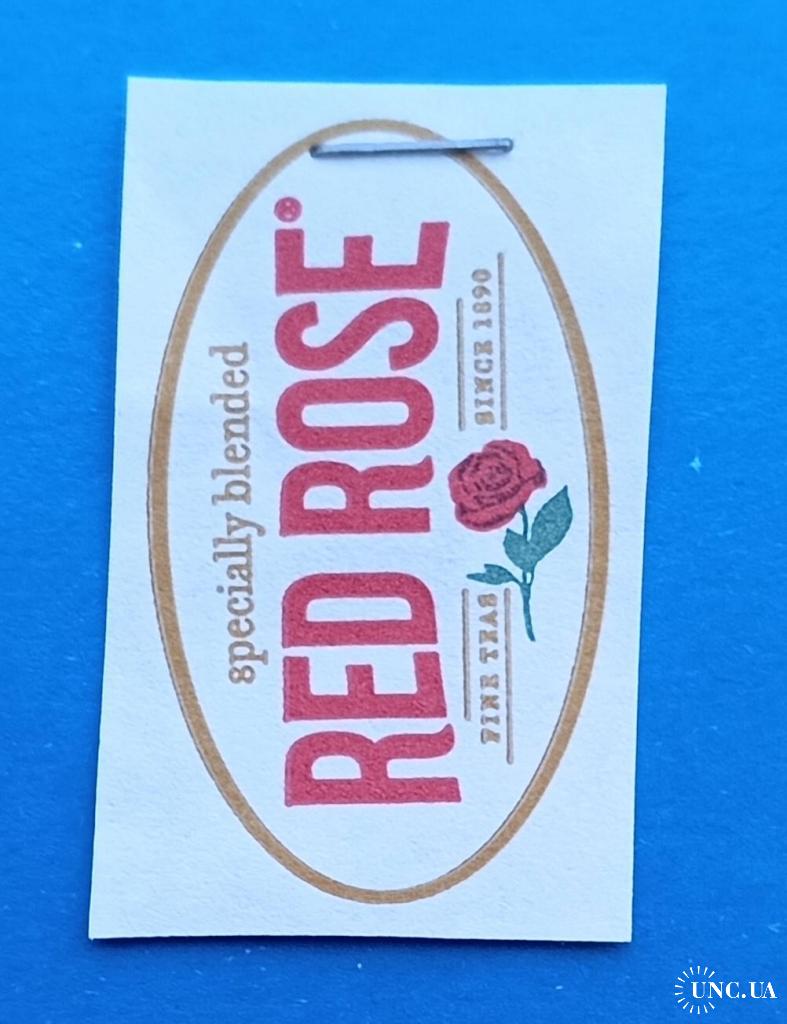 specially blended
RED ROSE®
FINE TEAS SINCE 1890
UNC.UA